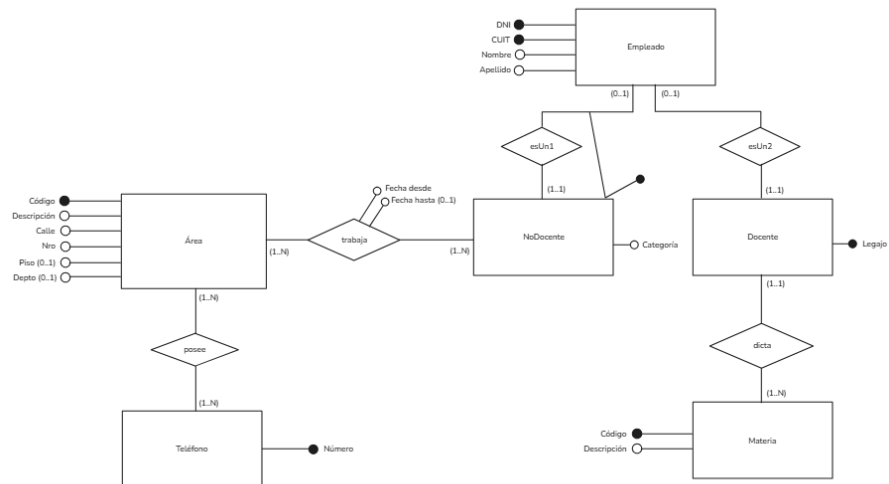 DNI
CUIT
Nombre
Apellido
Empleado
(0..1)
(0..1)
esUn1
esUn2
(1..1)
(1..1)
Código
Descripción
Calle
Nro
Piso (0..1)
Depto (0..1)
Área
(1..N)
Fecha desde
Fecha hasta (0..1)
trabaja
(1..N)
NoDocente
Categoría
Docente
Legajo
(1..N)
(1..1)
posee
dicta
(1..N)
(1..N)
Teléfono
Número
Código
Descripción
Materia